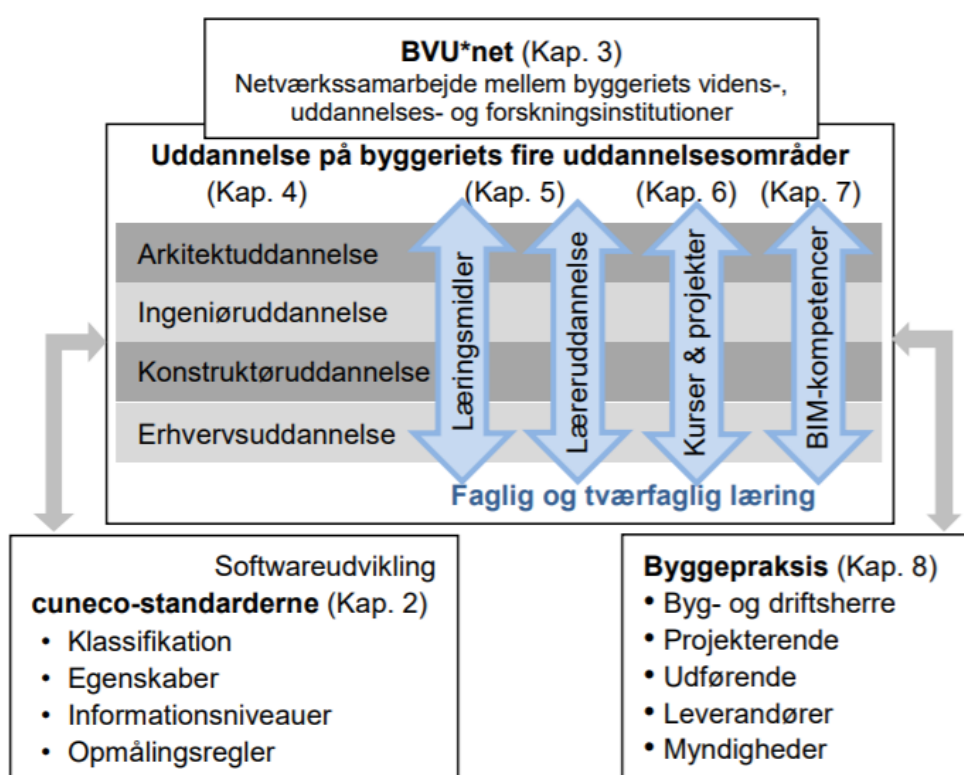 BVU*net (Kap. 3)
Netværkssamarbejde mellem byggeriets videns-,
uddannelses- og forskningsinstitutioner
Uddannelse på byggeriets fire uddannelsesområder
(Kap. 4) (Kap. 5) (Kap. 6) (Kap. 7)
Arkitektuddannelse
Ingeniøruddannelse
Konstruktøruddannelse
Erhvervsuddannelse
Læringsmidler
Læreruddannelse
Kurser & projekter
BIM-kompetencer
Faglig og tværfaglig læring
Softwareudvikling
cuneco-standarderne (Kap. 2)
• Klassifikation
• Egenskaber
• Informationsniveauer
• Opmålingsregler
Byggepraksis (Kap. 8)
• Byg- og driftsherre
• Projekterende
• Udførende
• Leverandører
• Myndigheder